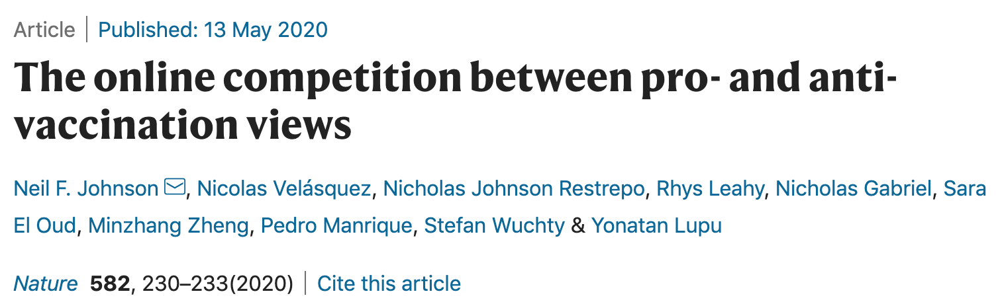 Article | Published: 13 May 2020
The online competition between pro- and anti-
vaccination views
Neil F. Johnson, Nicolas Velásquez, Nicholas Johnson Restrepo, Rhys Leahy, Nicholas Gabriel, Sara
El Oud, Minzhang Zheng, Pedro Manrique, Stefan Wuchty & Yonatan Lupu
Nature 582, 230–233(2020) | Cite this article